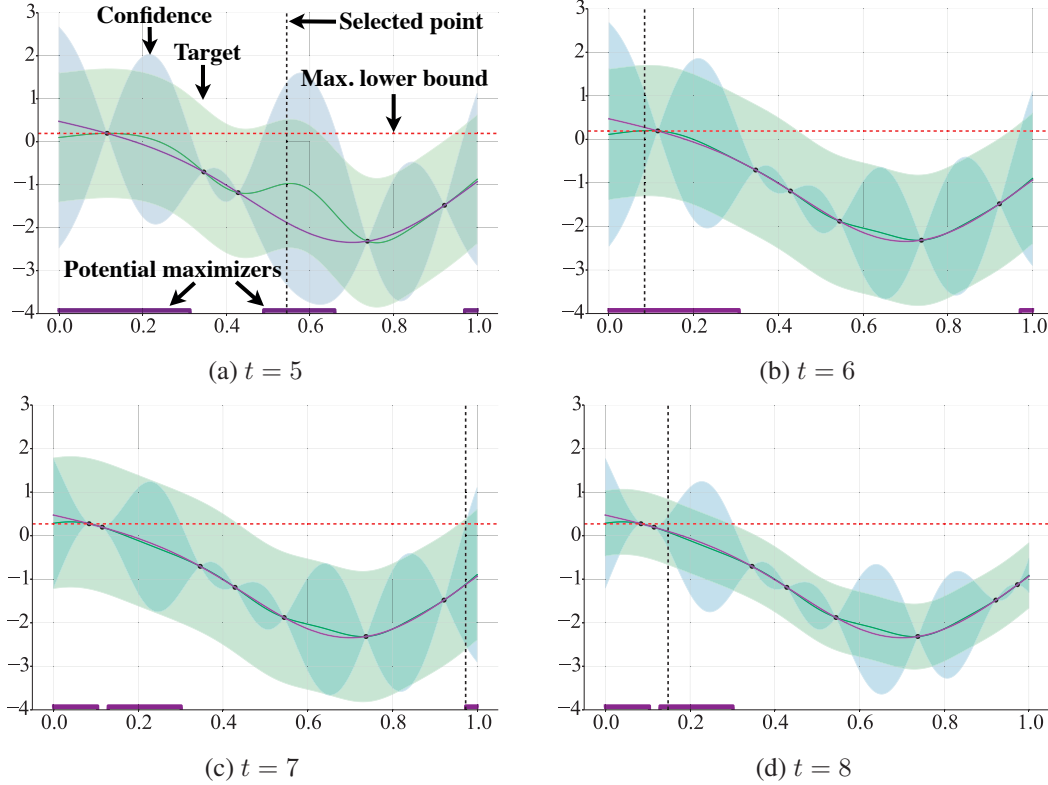 3
Confidence
Selected point
2
Target
Max. lower bound
1
0
−1
−2
−3
Potential maximizers
−4
0.0 0.2 0.4 0.6 0.8 1.0
(a) t = 5
3
2
1
0
−1
−2
−3
−4
0.0 0.2 0.4 0.6 0.8 1.0
(b) t = 6
3
2
1
0
−1
−2
−3
−4
0.0 0.2 0.4 0.6 0.8 1.0
(c) t = 7
3
2
1
0
−1
−2
−3
−4
0.0 0.2 0.4 0.6 0.8 1.0
(d) t = 8